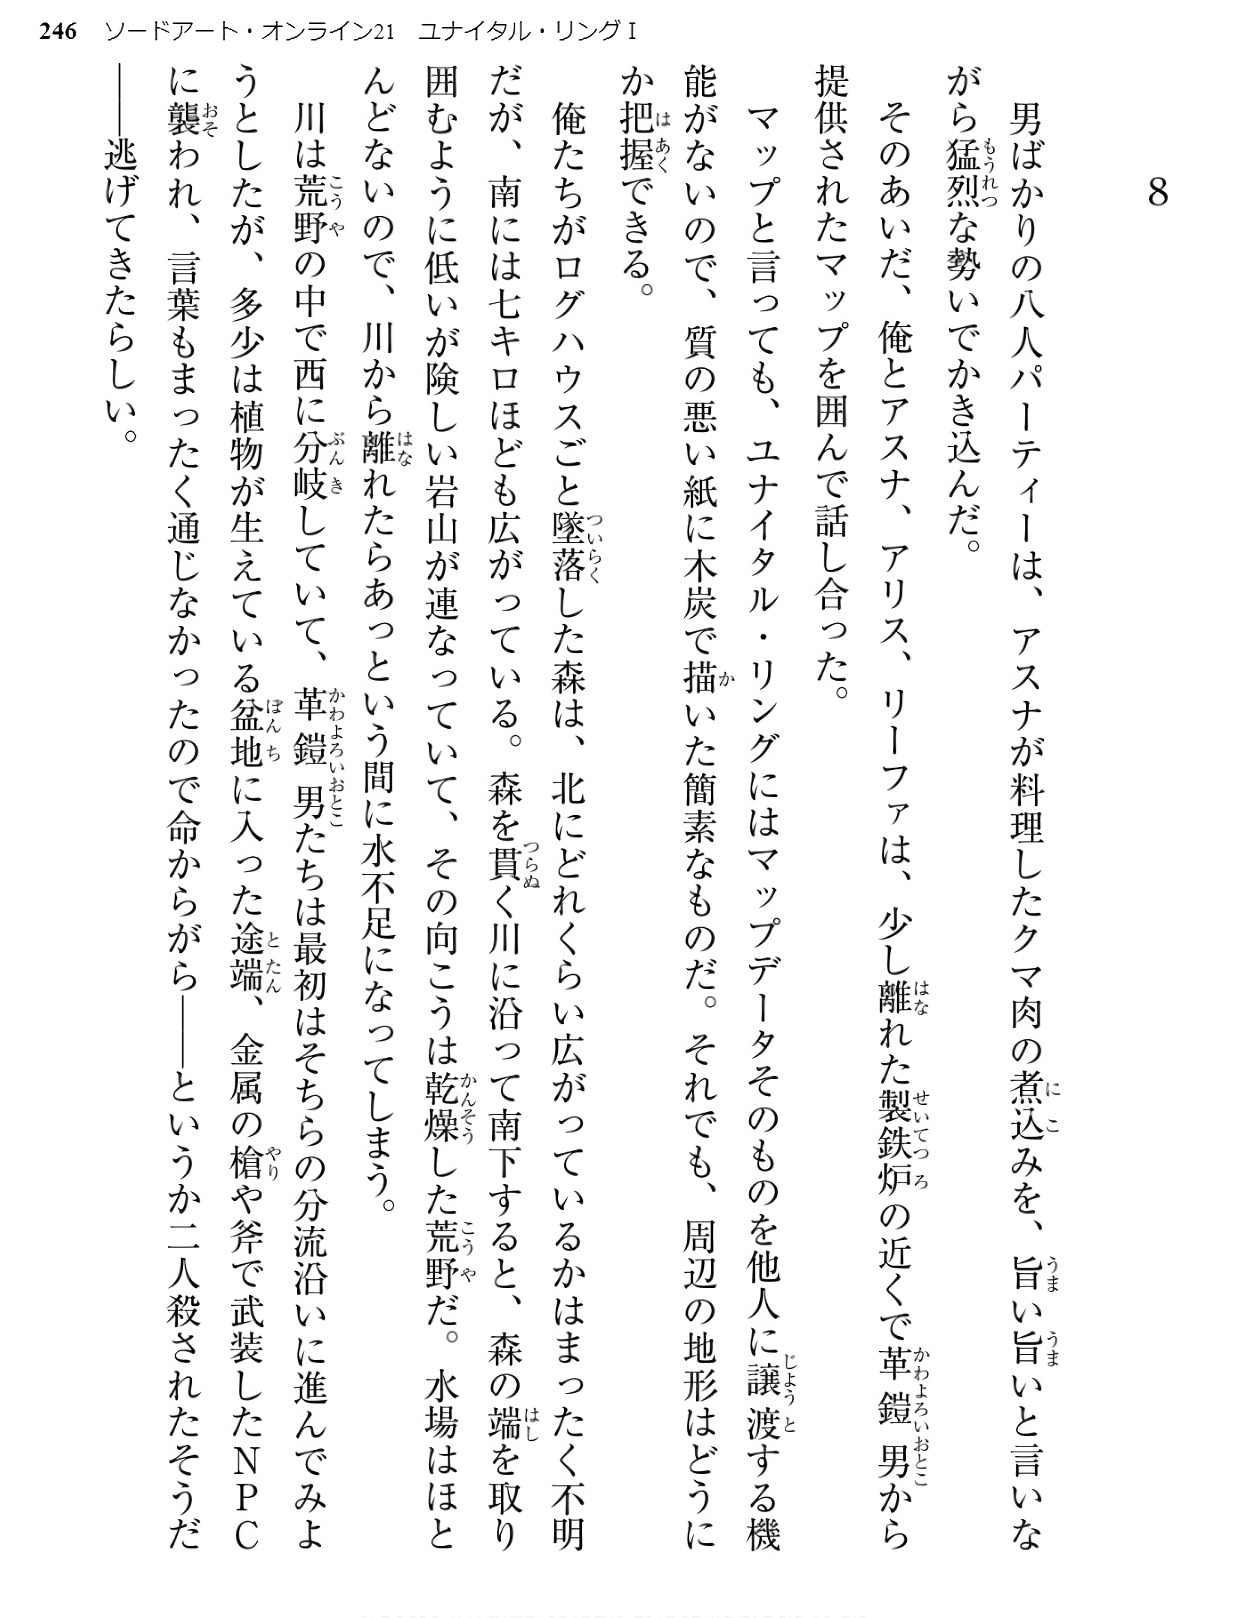 246 ソードアート・オンライン21 ユナイタル・リングⅠ
8
　男ばかりの八人パーティーは、アスナが料理したクマ肉の煮込みを、旨い旨いと言いな
がら猛烈な勢いでかき込んだ。
　そのあいだ、俺とアスナ、アリス、リーファは、少し離れた製鉄炉の近くで革鎧男から
提供されたマップを囲んで話し合った。
　マップと言っても、ユナイタル・リングにはマップデータそのものを他人に譲渡する機
能がないので、質の悪い紙に木炭で描いた簡素なものだ。それでも、周辺の地形はどうに
か把握できる。
　俺たちがログハウスごと墜落した森は、北にどれくらい広がっているかはまったく不明
だが、南には七キロほども広がっている。森を貫く川に沿って南下すると、森の端を取り
囲むように低いが険しい岩山が連なっていて、その向こうは乾燥した荒野だ。水場はほと
んどないので、川から離れたらあっという間に水不足になってしまう。
　川は荒野の中で西に分岐していて、革鎧男たちは最初はそちらの分流沿いに進んでみよ
うとしたが、多少は植物が生えている盆地に入った途端、金属の槍や斧で武装したＮＰＣ
に襲われ、言葉もまったく通じなかったので命からがら――というか二人殺されたそうだ
――逃げてきたらしい。